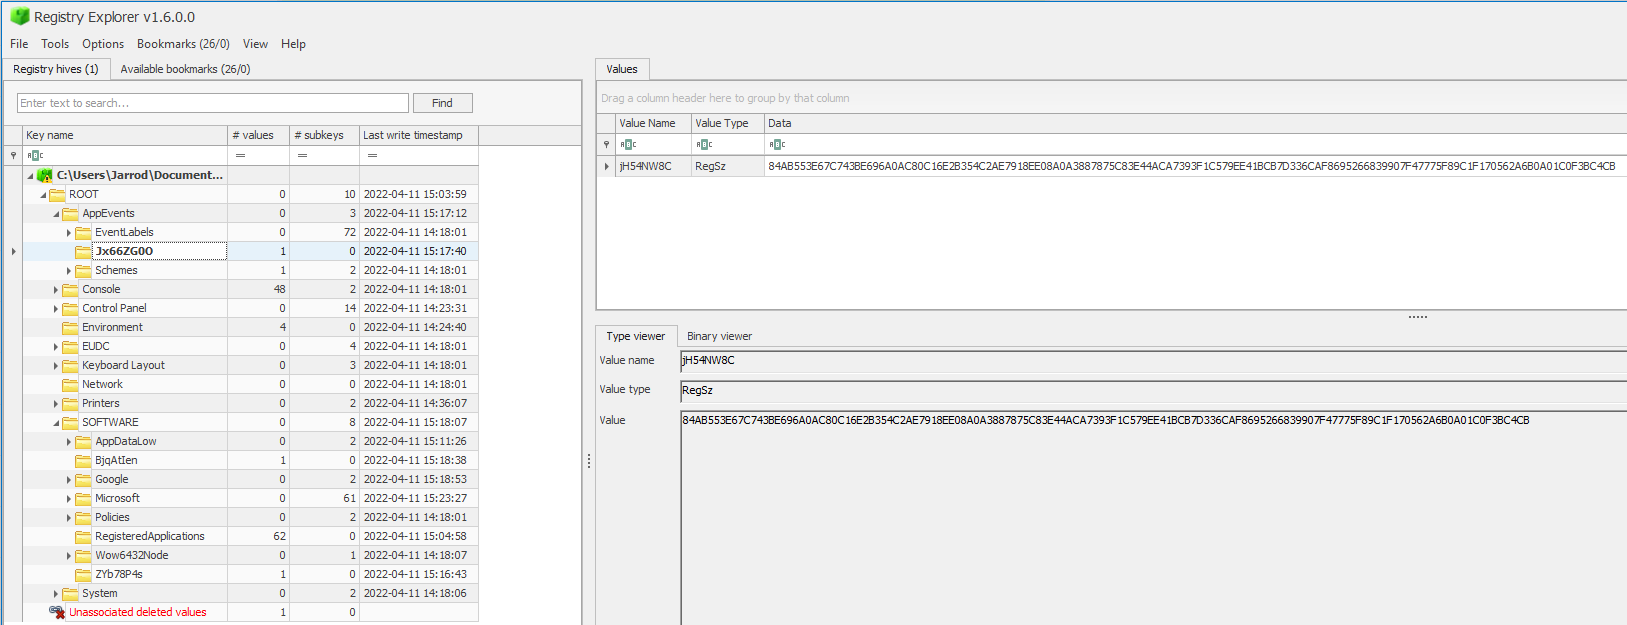 Registry Explorer v1.6.0.0
File Tools Options Bookmarks (26/0) View Help
Registry hives (1) Available bookmarks (26/0)
Enter text to search... Find
Key name # values # subkeys Last write timestamp
= = =
C:\Users\Jarrod\Document...
ROOT 0 10 2022-04-11 15:03:59
AppEvents 0 3 2022-04-11 15:17:12
EventLabels 0 72 2022-04-11 14:18:01
Jx66ZG0O 1 0 2022-04-11 15:17:40
Schemes 1 2 2022-04-11 14:18:01
Console 48 2 2022-04-11 14:18:01
Control Panel 0 14 2022-04-11 14:23:31
Environment 4 0 2022-04-11 14:24:40
EUDC 0 4 2022-04-11 14:18:01
Keyboard Layout 0 3 2022-04-11 14:18:01
Network 0 0 2022-04-11 14:18:01
Printers 0 2 2022-04-11 14:36:07
SOFTWARE 0 8 2022-04-11 15:18:07
AppDataLow 0 2 2022-04-11 15:11:26
BjqAtIen 1 0 2022-04-11 15:18:38
Google 0 2 2022-04-11 15:18:53
Microsoft 0 61 2022-04-11 15:23:27
Policies 0 2 2022-04-11 14:18:01
RegisteredApplications 62 0 2022-04-11 15:04:58
Wow6432Node 0 1 2022-04-11 14:18:07
ZYb78P4s 1 0 2022-04-11 15:16:43
System 0 2 2022-04-11 14:18:06
Unassociated deleted values 1 0
Values
Drag a column header here to group by that column
Value Name Value Type Data
jH54NW8C RegSz 84AB553E67C743BE696A0AC80C16E2B354C2AE7918EE08A0A3887875C83E44ACA7393F1C579EE41BCB7D336CAF8695266839907F47775F89C1F170562A6B0A01C0F3BC4CB
Type viewer Binary viewer
Value name jH54NW8C
Value type RegSz
Value 84AB553E67C743BE696A0AC80C16E2B354C2AE7918EE08A0A3887875C83E44ACA7393F1C579EE41BCB7D336CAF8695266839907F47775F89C1F170562A6B0A01C0F3BC4CB